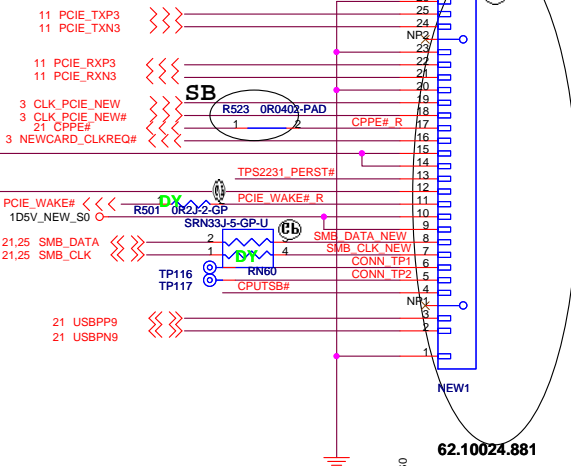 25
11 PCIE_TXP3
24
11 PCIE_TXN3
NP2
23
22
11 PCIE_RXP3
21
11 PCIE_RXN3
20
SB
19
3 CLK_PCIE_NEW
R523 0R0402-PAD
18
3 CLK_PCIE_NEW#
1 2
CPPE#_R
17
21 CPPE#
16
3 NEWCARD_CLKREQ#
15
14
TPS2231_PERST#
13
12
PCIE_WAKE#
DY
PCIE_WAKE#_R
11
R501 0R2J-2-GP
1D5V_NEW_S0
10
SRN33J-5-GP-U
9
21,25 SMB_DATA
2
SMB_DATA_NEW
8
21,25 SMB_CLK
1
DY
4
SMB_CLK_NEW
7
CONN_TP1
6
TP116
RN60
CONN_TP2
5
TP117
CPUTSB#
4
NP1
3
21 USBPP9
2
21 USBPN9
1
NEW1
62.10024.881